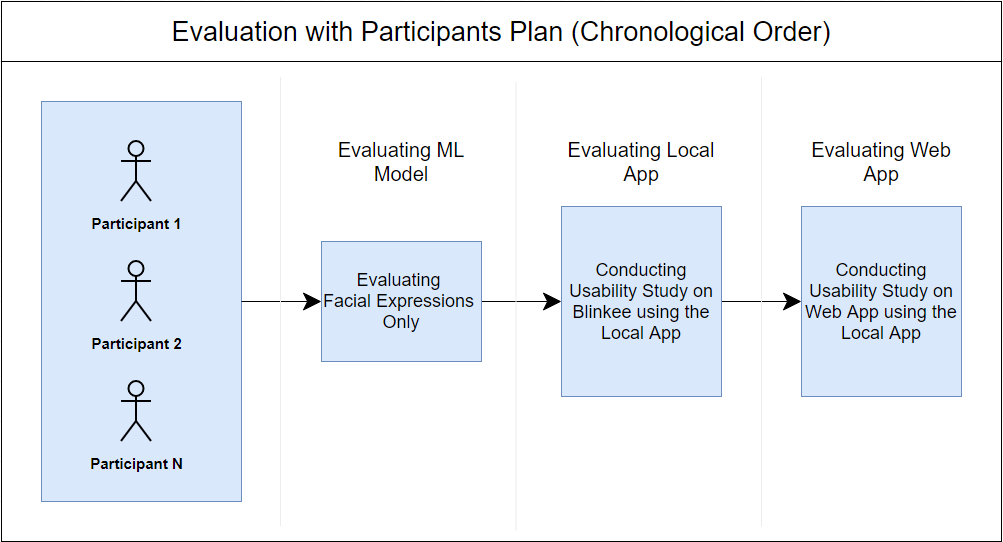 Evaluation with Participants Plan (Chronological Order)
Participant 1
Participant 2
Participant N
Evaluating ML
Model
Evaluating
Facial Expressions
Only
Evaluating Local
App
Conducting
Usability Study on
Blinkee using the
Local App
Evaluating Web
App
Conducting
Usability Study on
Web App using the
Local App